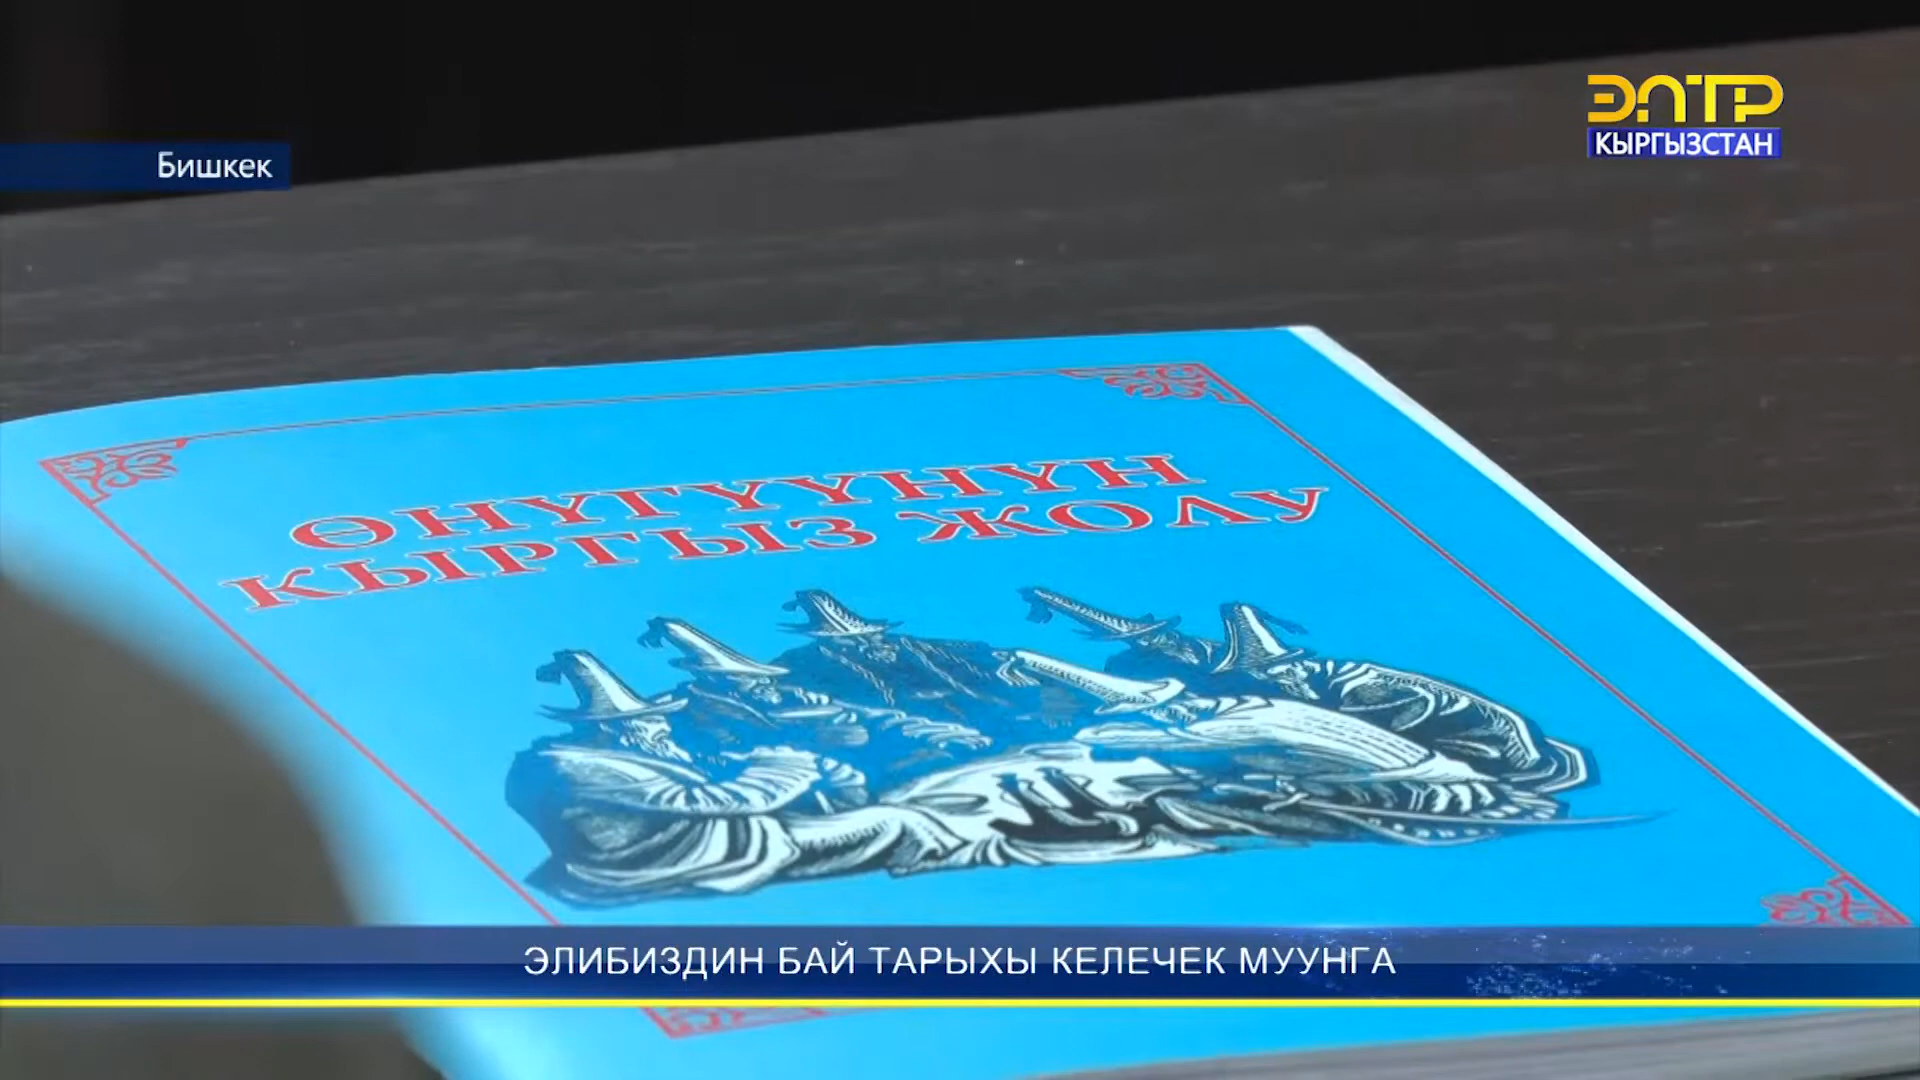 ЭЛТР
КЫРГЫЗСТАН
Бишкек
ӨНҮГҮҮНҮН
КЫРГЫЗ ЖОЛУ
ЭЛИБИЗДИН БАЙ ТАРЫХЫ КЕЛЕЧЕК МУУНГА